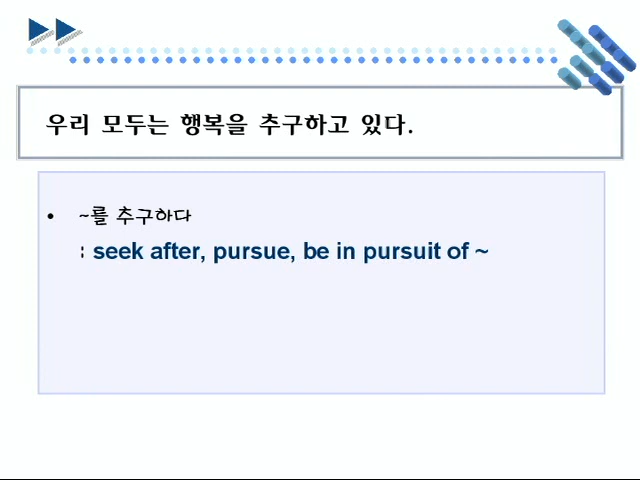 우리 모두는 행복을 추구하고 있다.
• ~를 추구하다
: seek after, pursue, be in pursuit of ~